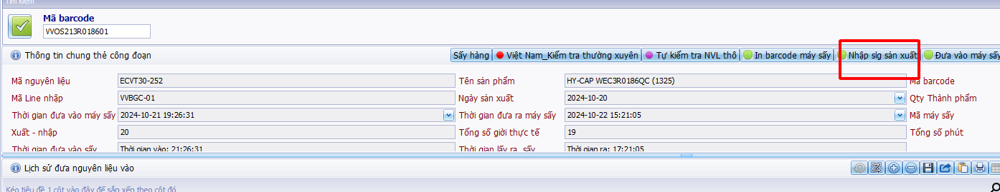 Tìm kiếm
Mã barcode
VVOS213R018601
Thông tin chung thẻ công đoạn
Sấy hàng Việt Nam_Kiểm tra thường xuyên Tự kiểm tra NVL thô In barcode máy sấy Nhập slg sản xuất Đưa vào máy sấy
Mã nguyên liệu ECVT30-252 Tên sản phẩm HY-CAP WEC3R0186QC (1325) Mã barcode
Mã Line nhập VVBGC-01 Ngày sản xuất 2024-10-20 Qty Thành phẩm
Thời gian đưa vào máy sấy 2024-10-21 19:26:31 Thời gian đưa ra máy sấy 2024-10-22 15:21:05 Mã máy sấy
Xuất - nhập 20 Tổng số giời thực tế 19 Tổng số phút
Thời gian đưa vào sấy Thời gian vào: 21:26:31 Thời gian lấy ra sấy Thời gian ra: 17:21:05
Lịch sử đưa nguyên liệu vào
Kéo tiêu đề 1 cột vào đây để sắp xếp theo cột đó